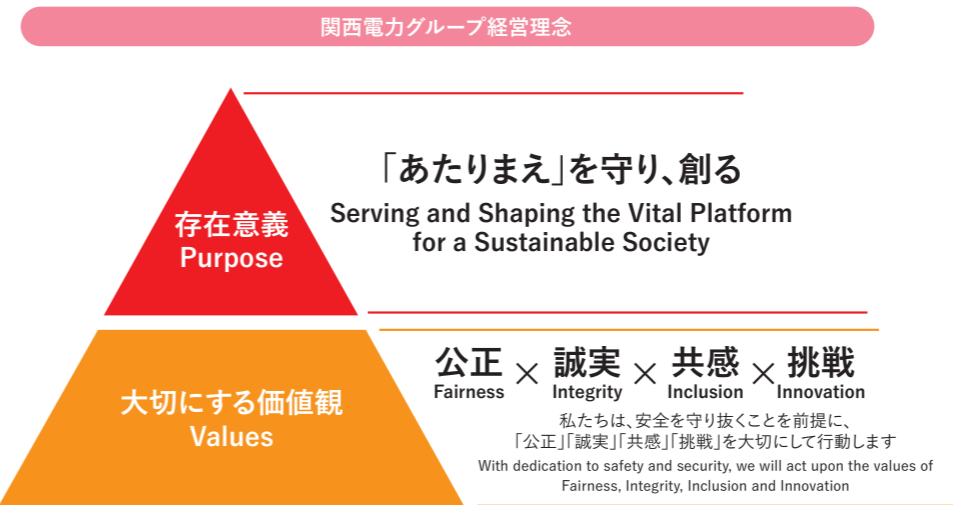 関西電力グループ経営理念
存在意義
Purpose
「あたりまえ」を守り、創る
Serving and Shaping the Vital Platform
for a Sustainable Society
大切にする価値観
Values
公正 × 誠実 × 共感 × 挑戦
Fairness Integrity Inclusion Innovation
私たちは、安全を守り抜くことを前提に、
「公正」「誠実」「共感」「挑戦」を大切にして行動します
With dedication to safety and security, we will act upon the values of
Fairness, Integrity, Inclusion and Innovation